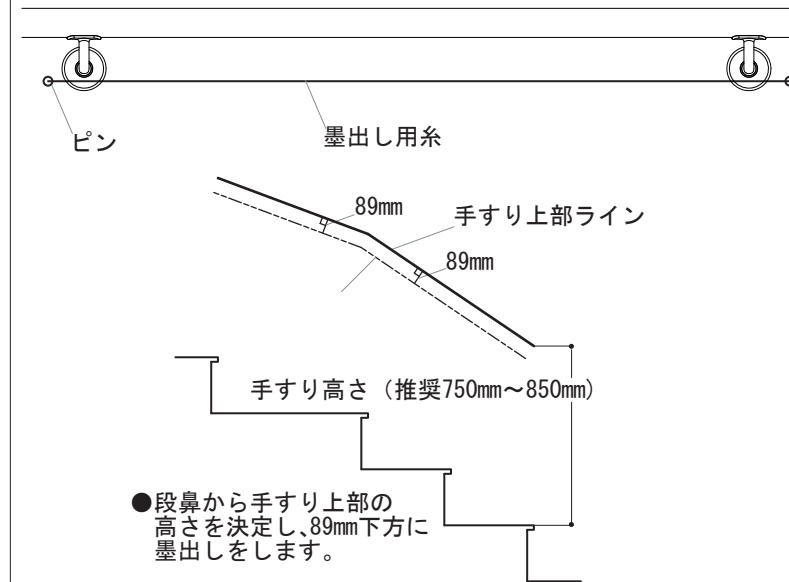 ピン
墨出し用糸
89mm
手すり上部ライン
89mm
手すり高さ（推奨750mm～850mm）
●段鼻から手すり上部の
高さを決定し、89mm下方に
墨出しをします。